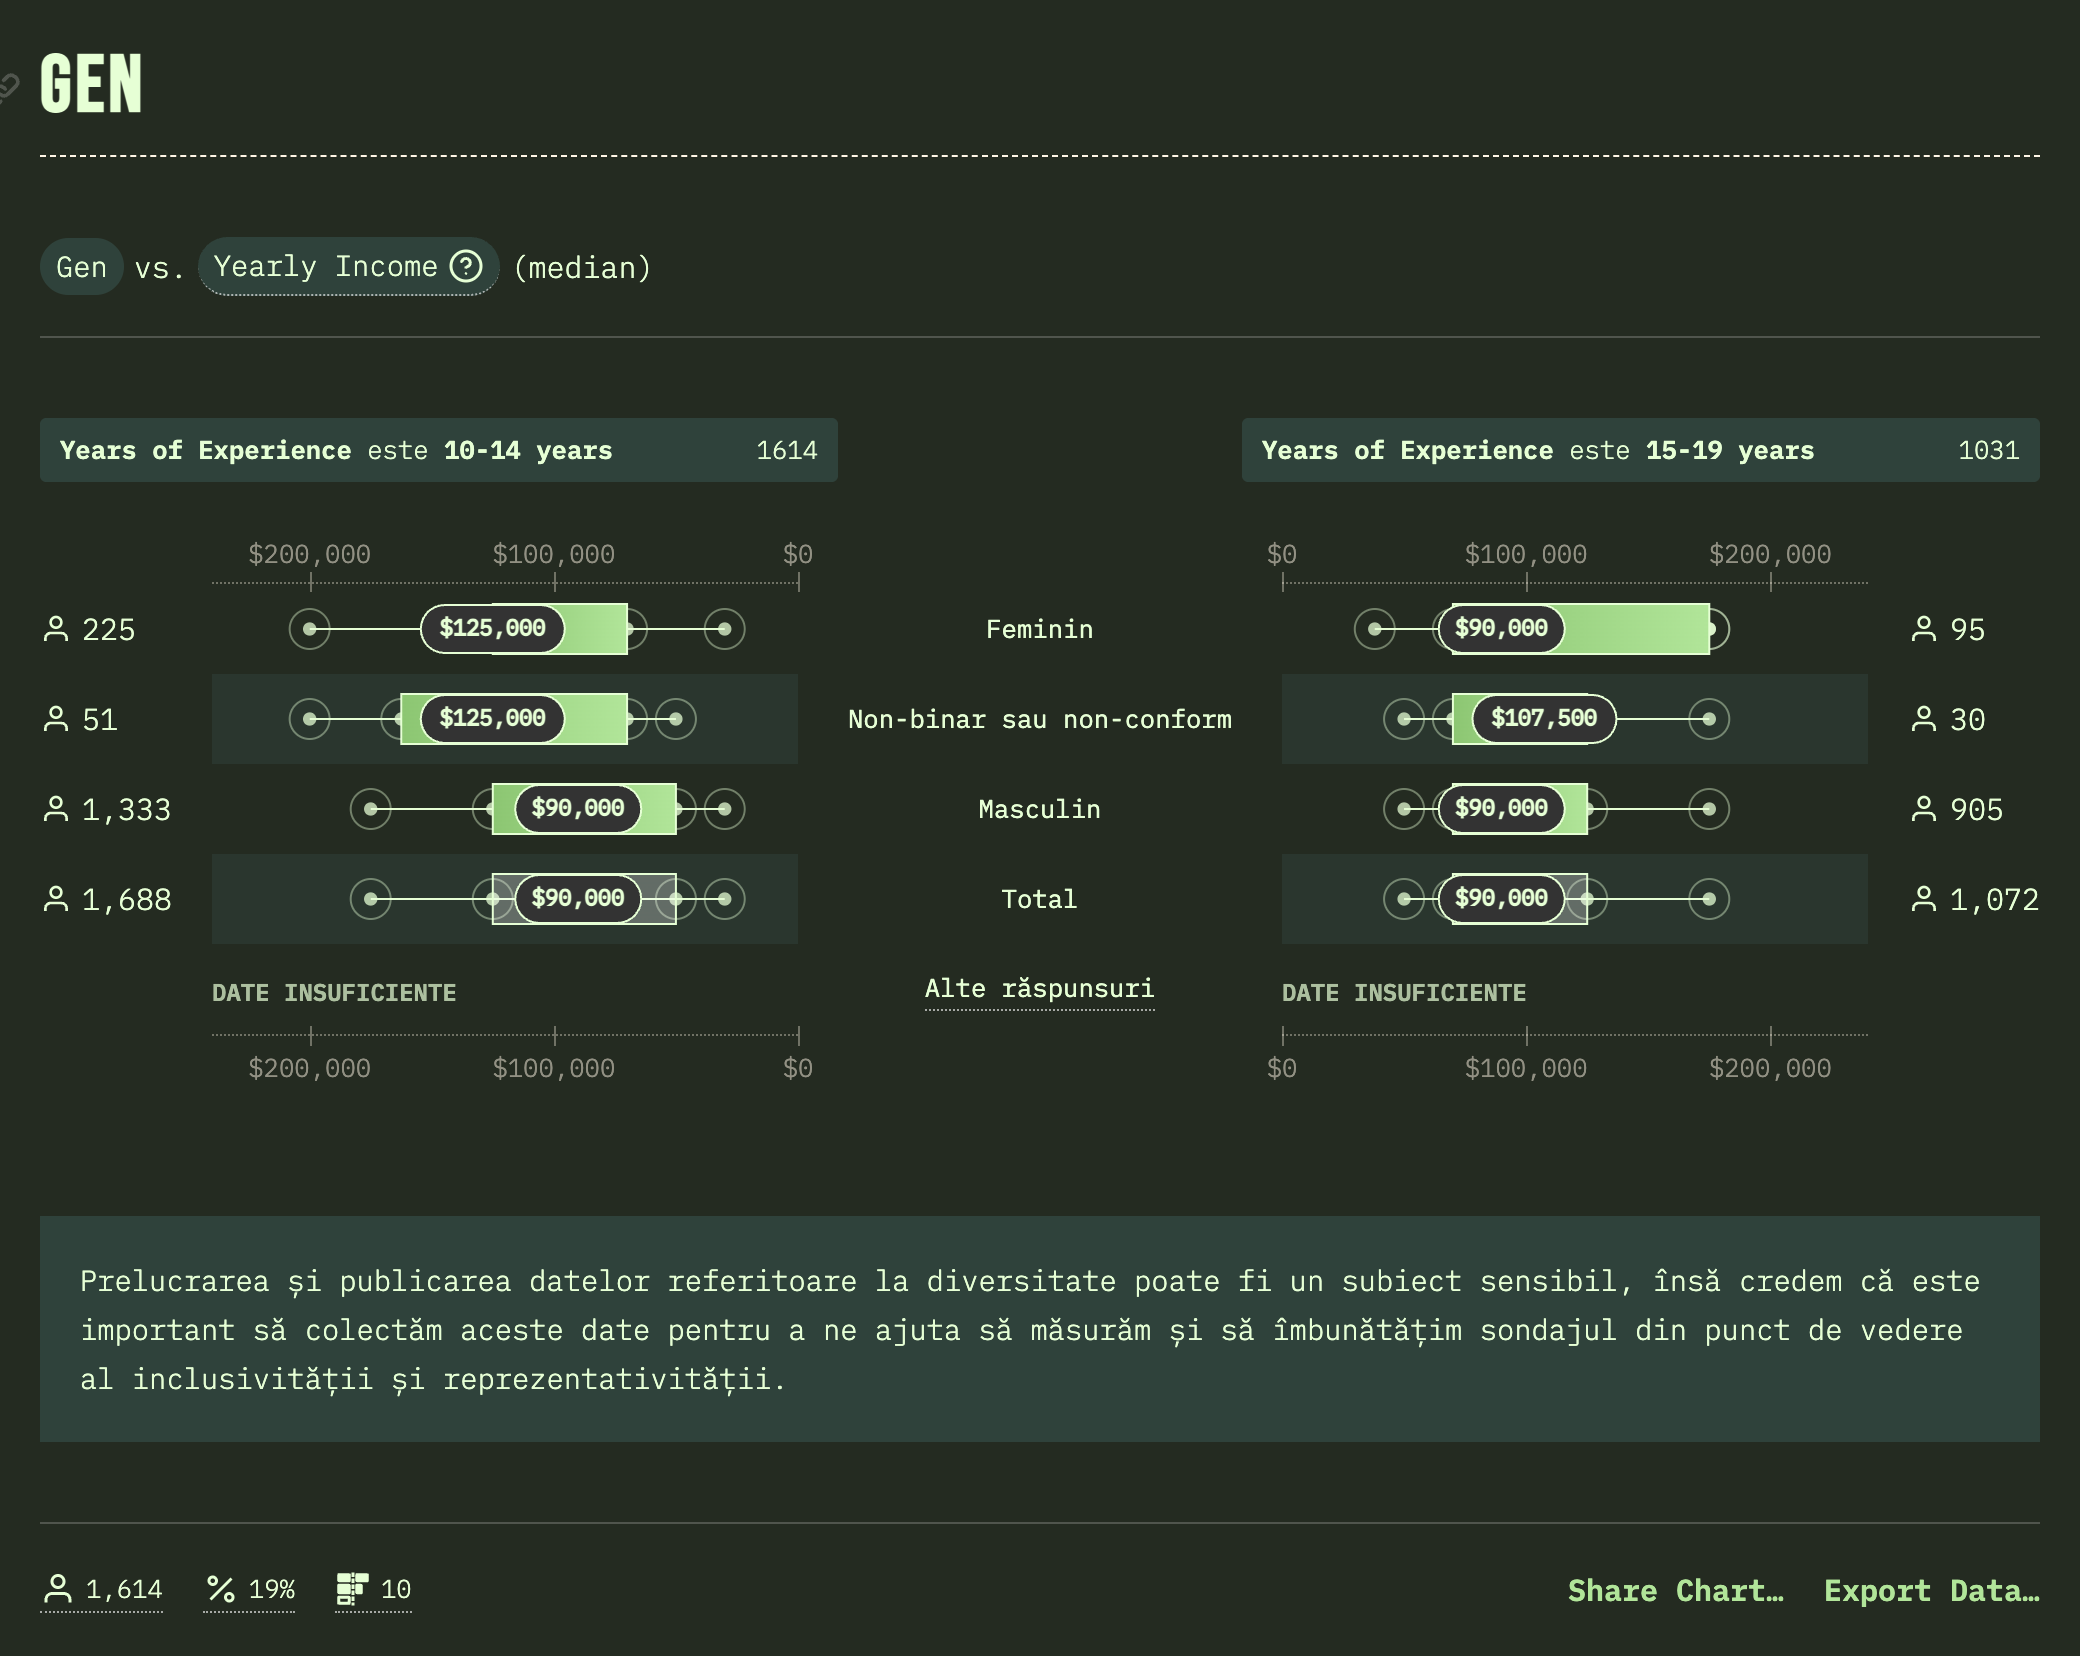 GEN
Gen vs. Yearly Income (median)
Years of Experience este 10-14 years 1614
Years of Experience este 15-19 years 1031
$200,000 $100,000 $0
$0 $100,000 $200,000
225 $125,000 Feminin $90,000 95
51 $125,000 Non-binar sau non-conform $107,500 30
1,333 $90,000 Masculin $90,000 905
1,688 $90,000 Total $90,000 1,072
DATE INSUFICIENTE Alte răspunsuri DATE INSUFICIENTE
$200,000 $100,000 $0
$0 $100,000 $200,000
Prelucrarea și publicarea datelor referitoare la diversitate poate fi un subiect sensibil, însă credem că este
important să colectăm aceste date pentru a ne ajuta să măsurăm și să îmbunătățim sondajul din punct de vedere
al inclusivității și reprezentativității.
1,614 19% 10 Share Chart… Export Data…